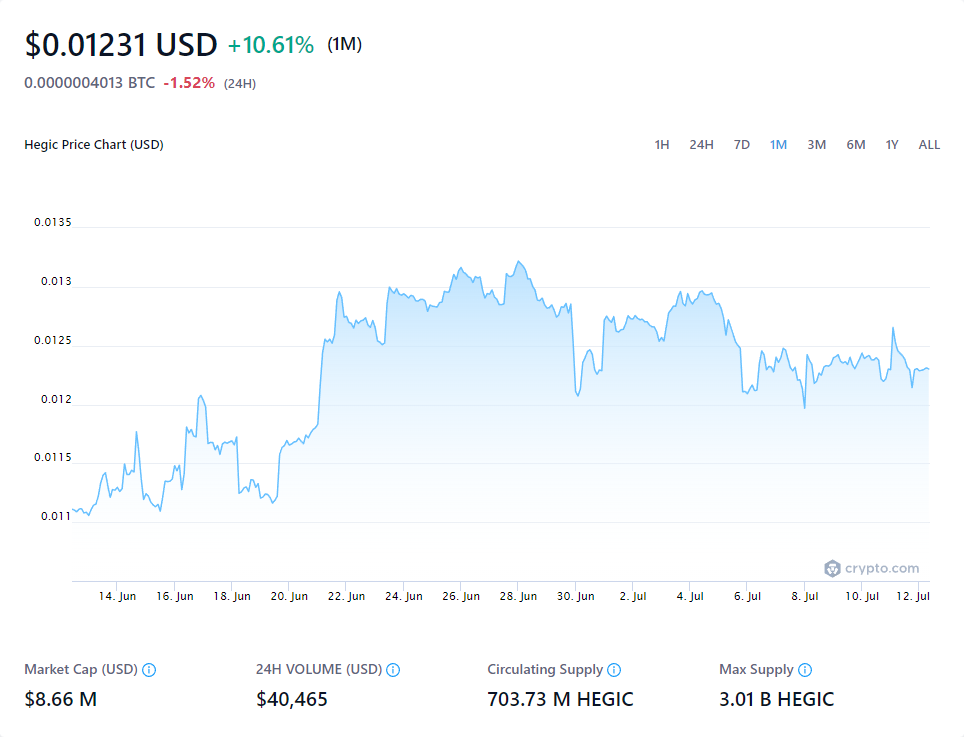 $0.01231 USD +10.61% (1M)
0.0000004013 BTC -1.52% (24H)
Hegic Price Chart (USD) 1H 24H 7D 1M 3M 6M 1Y ALL
0.0135
0.013
0.0125
0.012
0.0115
0.011
crypto.com
14. Jun 16. Jun 18. Jun 20. Jun 22. Jun 24. Jun 26. Jun 28. Jun 30. Jun 2. Jul 4. Jul 6. Jul 8. Jul 10. Jul 12. Jul
Market Cap (USD) 24H VOLUME (USD) Circulating Supply Max Supply
$8.66 M $40,465 703.73 M HEGIC 3.01 B HEGIC